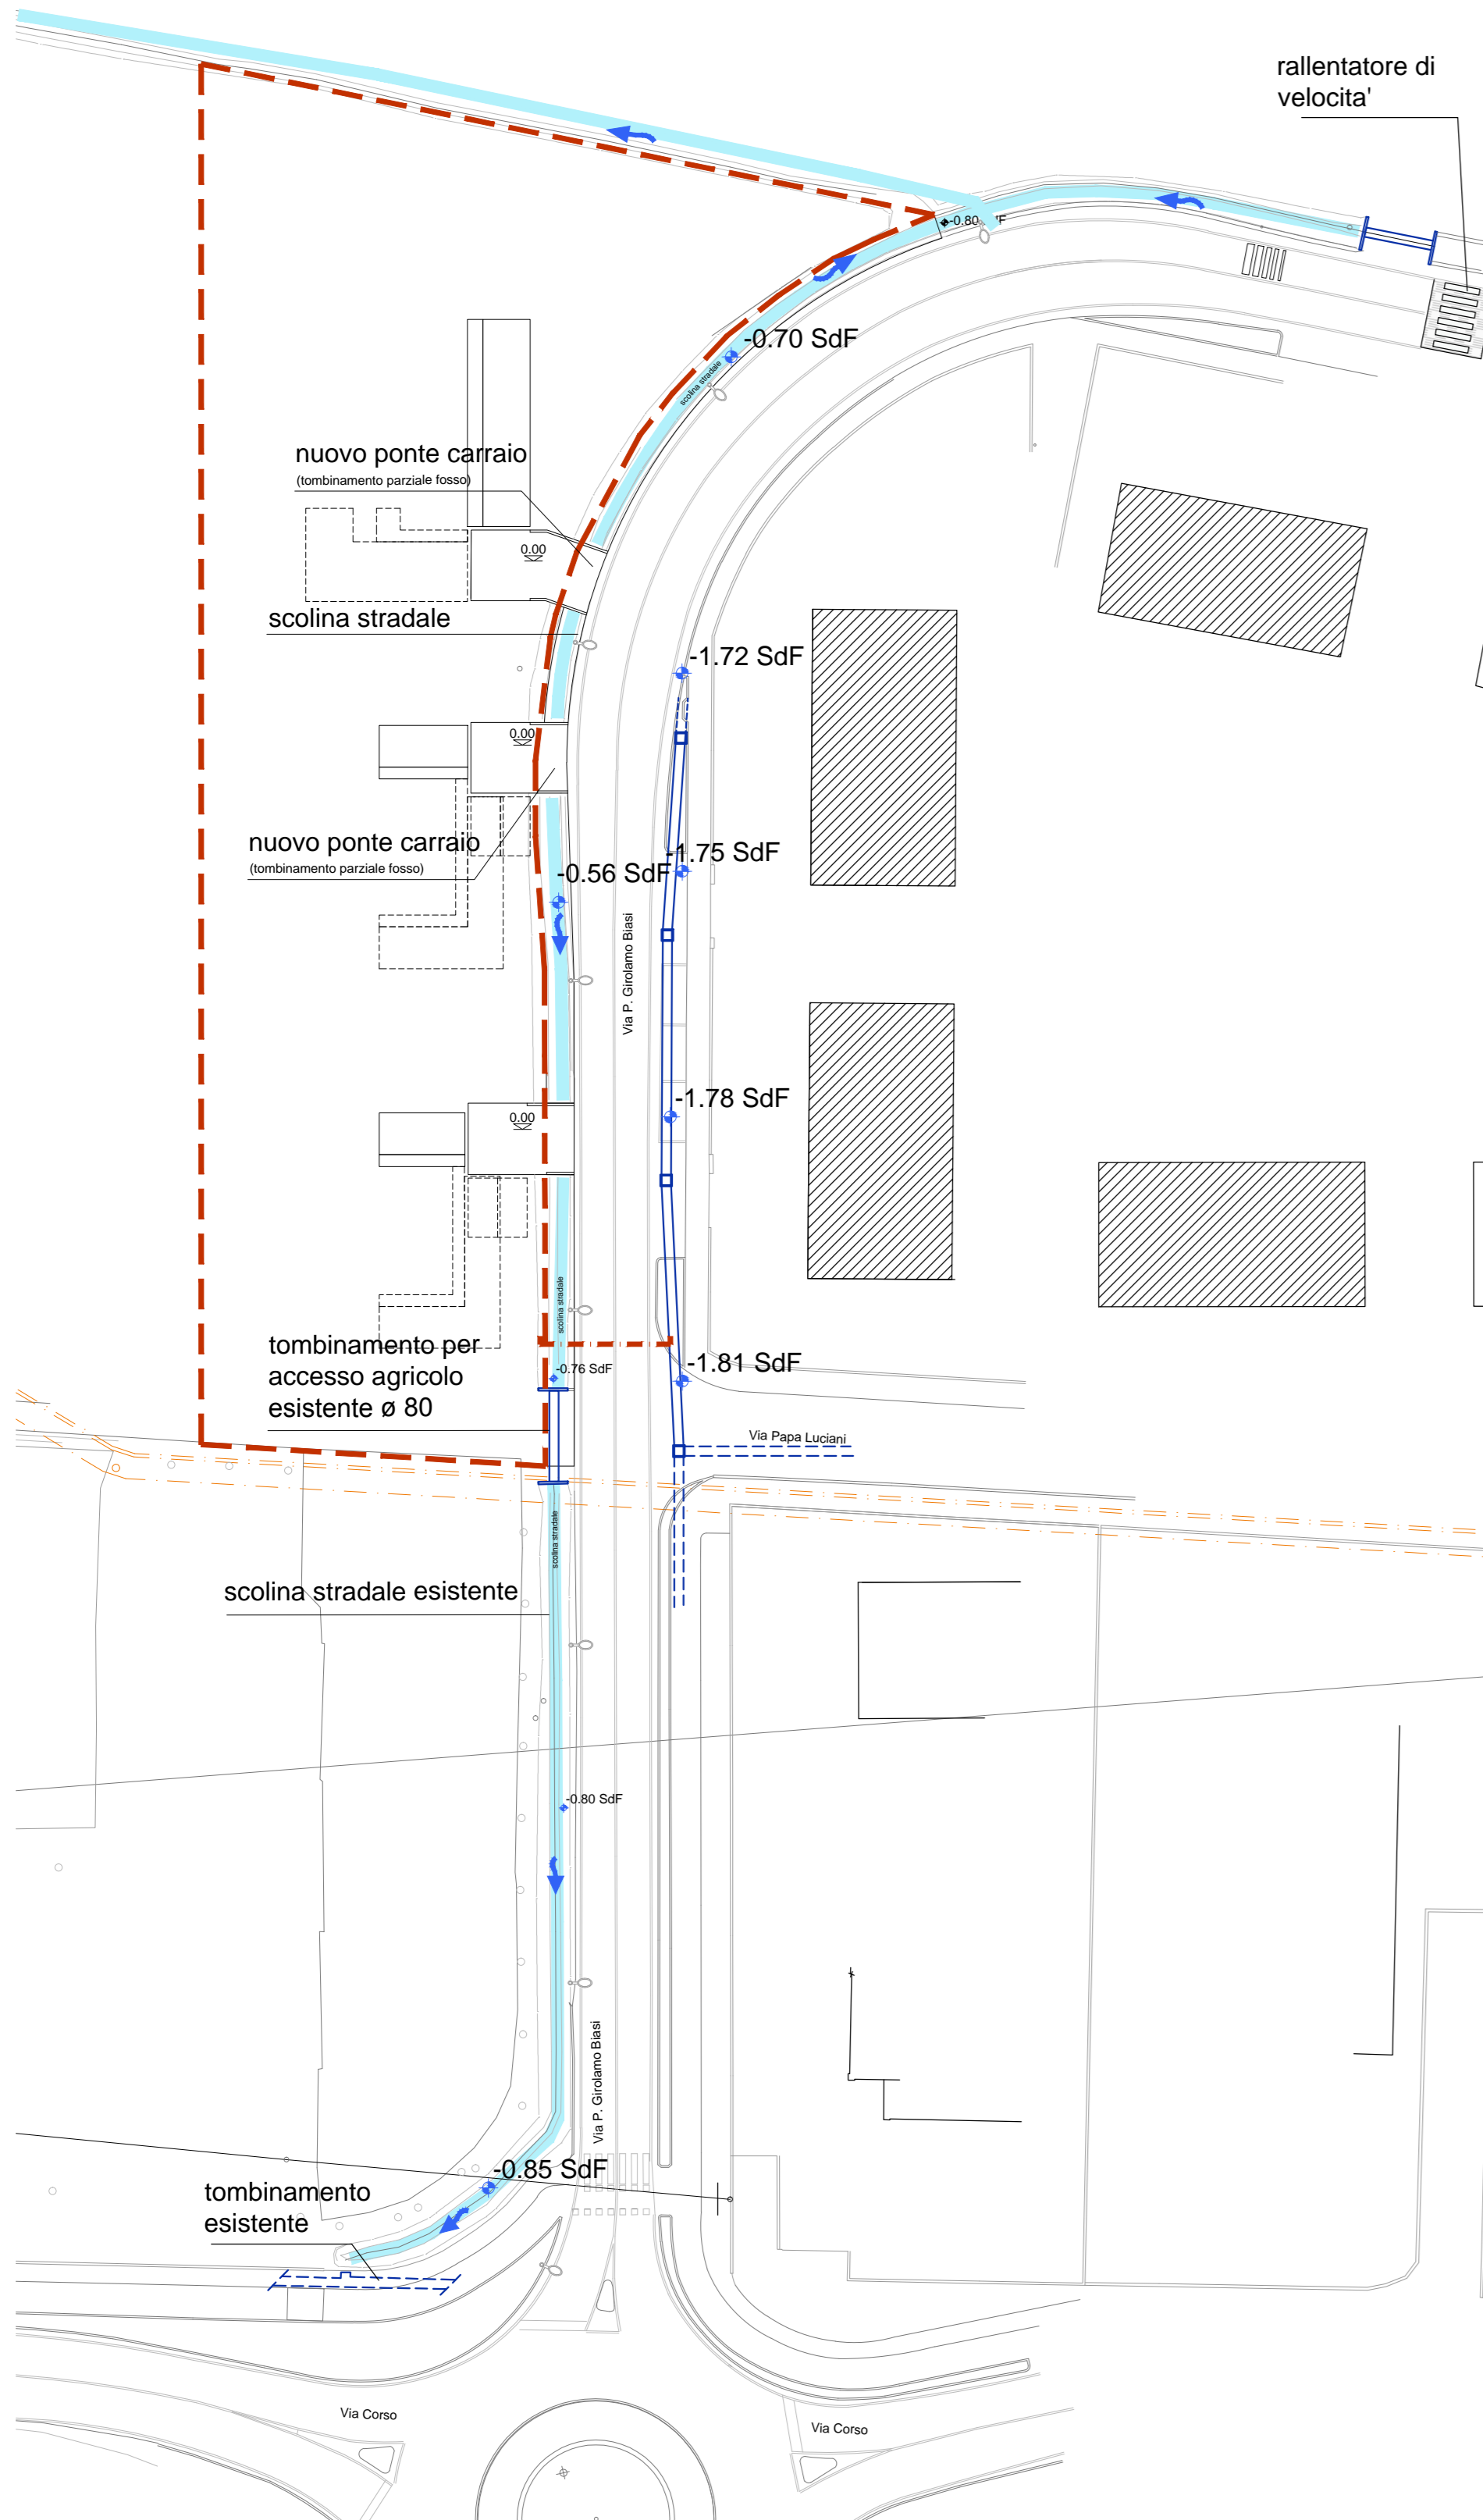 rallentatore di
velocita'
-0.80 SdF
-0.70 SdF
scolina stradale
nuovo ponte carraio
(tombinamento parziale fosso)
0.00
scolina stradale
-1.72 SdF
0.00
nuovo ponte carraio
(tombinamento parziale fosso)
-1.75 SdF
-0.56 SdF
Via P. Girolamo Biasi
-1.78 SdF
0.00
scolina stradale
tombinamento per
accesso agricolo
esistente ø 80
-0.76 SdF
-1.81 SdF
Via Papa Luciani
scolina stradale
scolina stradale esistente
-0.80 SdF
Via P. Girolamo Biasi
-0.85 SdF
tombinamento
esistente
Via Corso
Via Corso